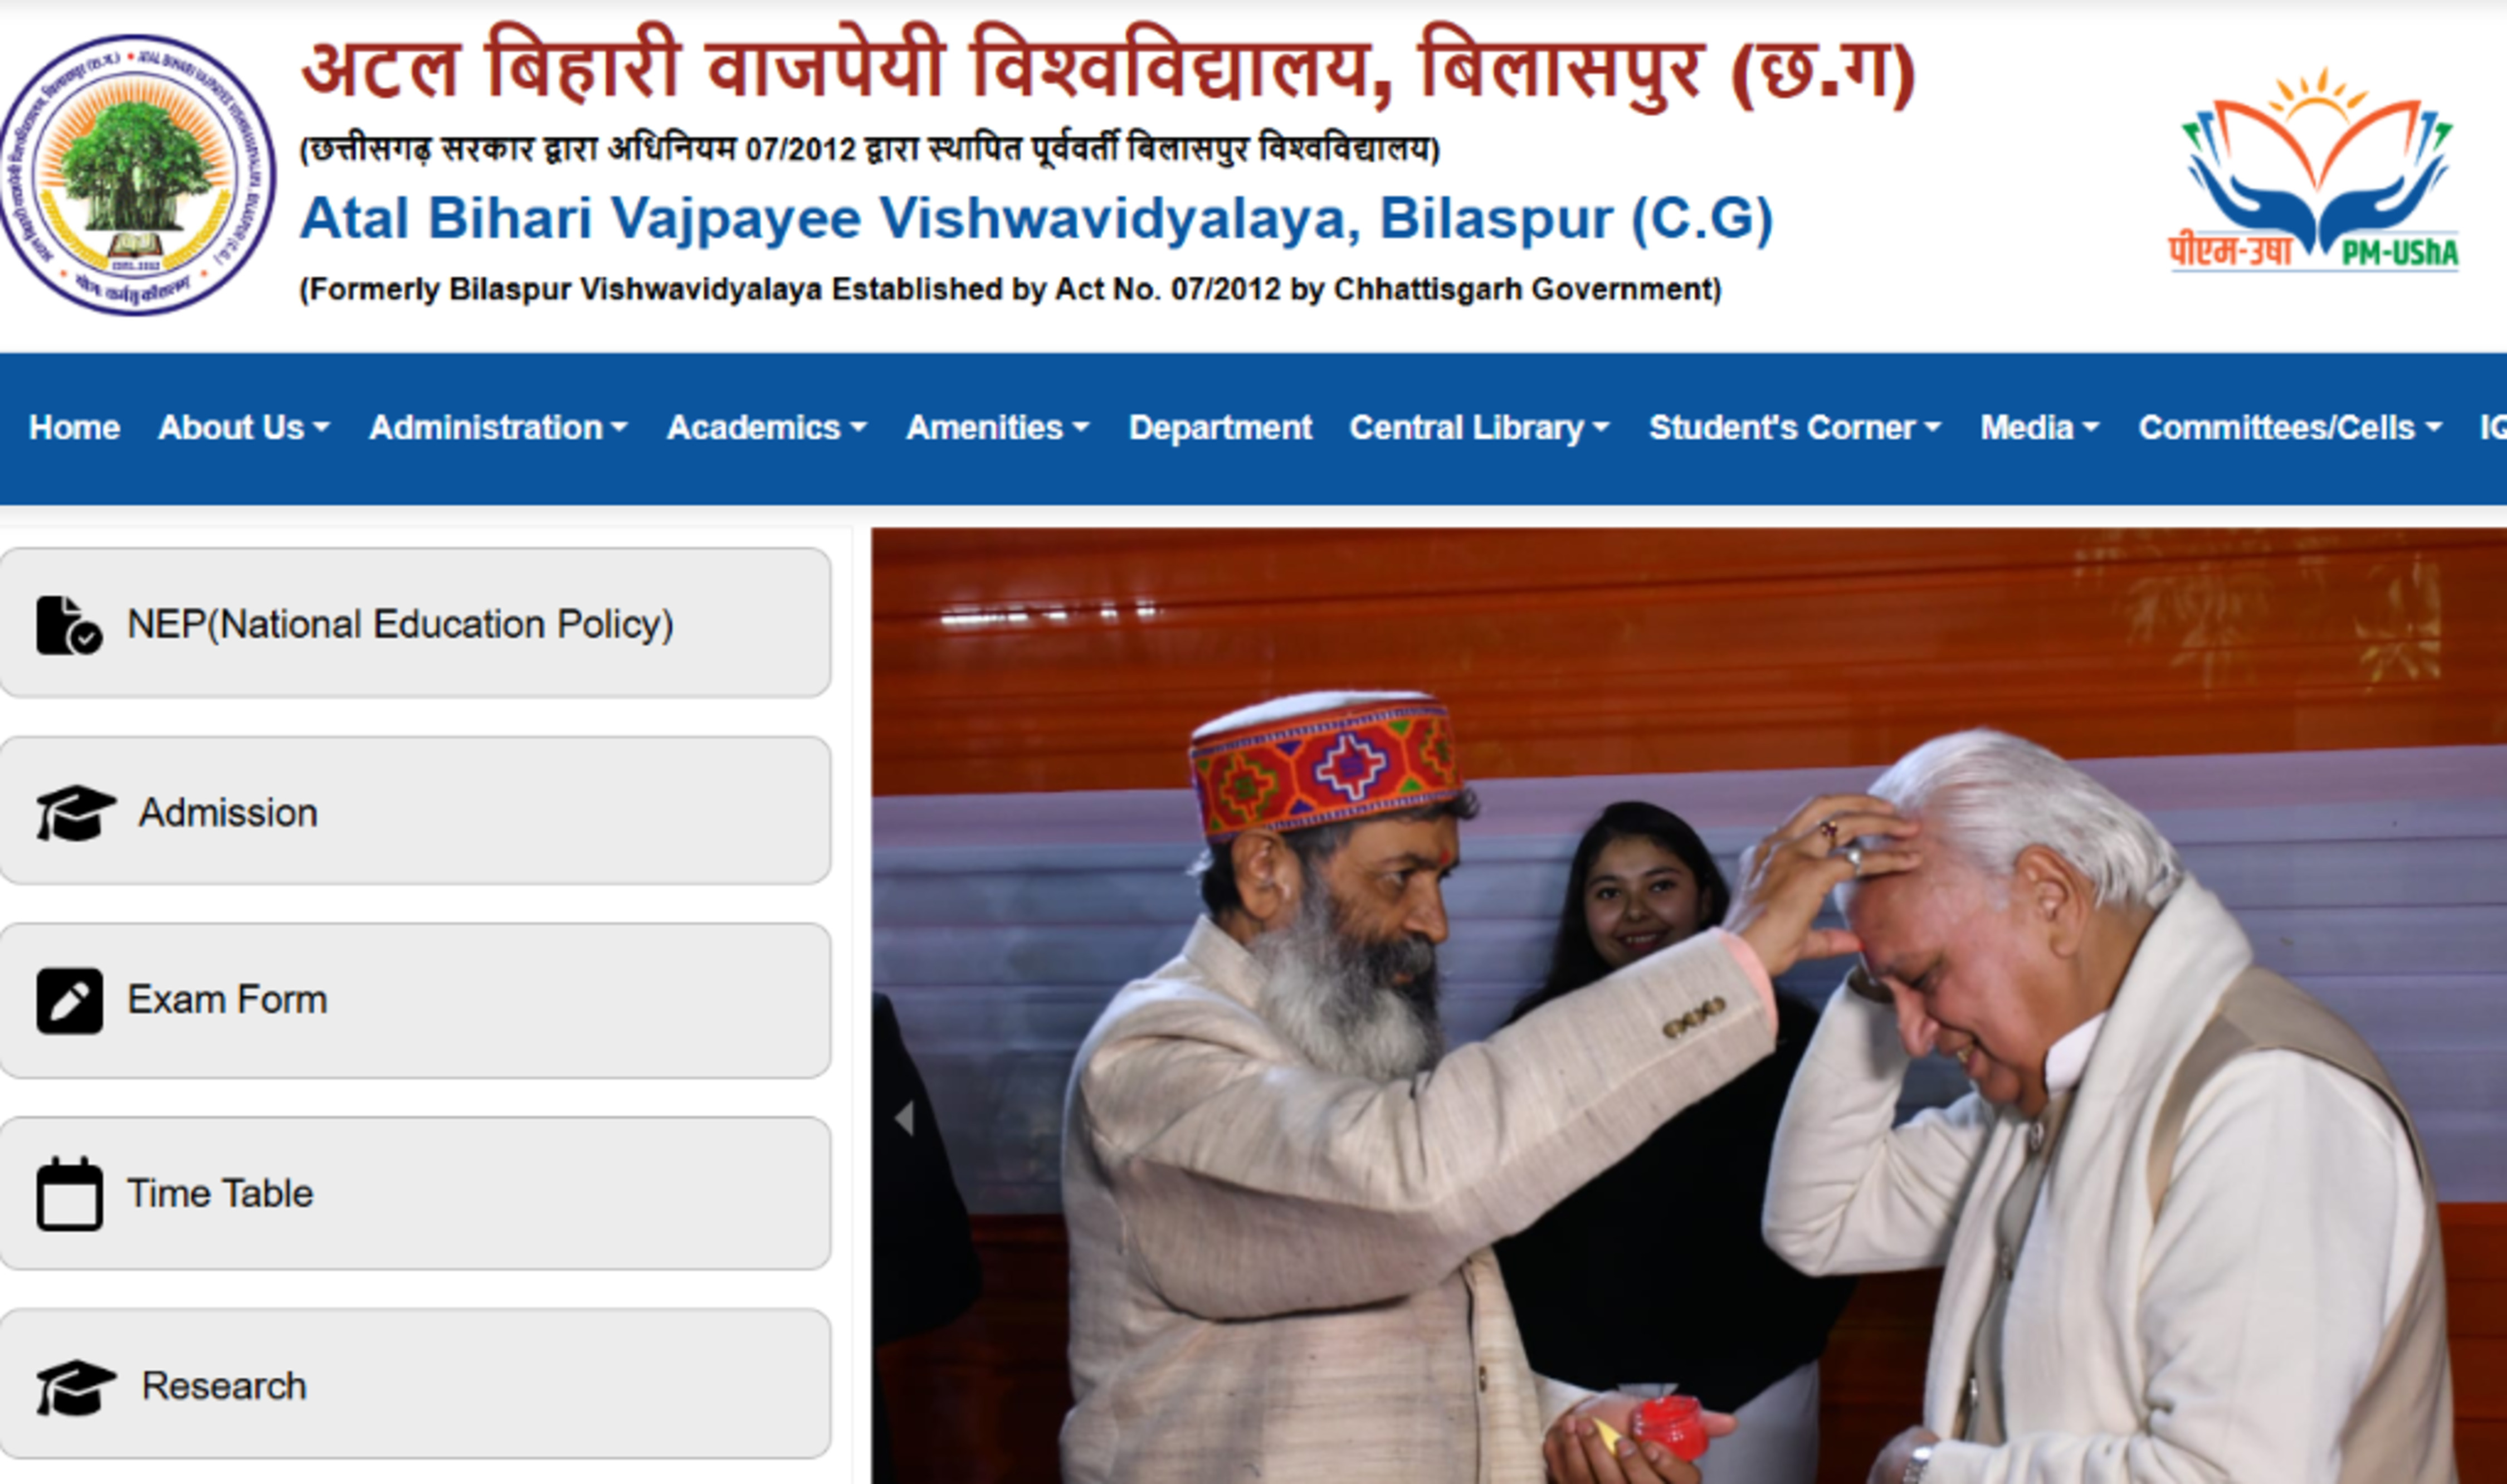 अटल बिहारी वाजपेयी विश्वविद्यालय, बिलासपुर (छ.ग)
(छत्तीसगढ़ सरकार द्वारा अधिनियम 07/2012 द्वारा स्थापित पूर्ववर्ती बिलासपुर विश्वविद्यालय)
Atal Bihari Vajpayee Vishwavidyalaya, Bilaspur (C.G)
(Formerly Bilaspur Vishwavidyalaya Established by Act No. 07/2012 by Chhattisgarh Government)
पीएम-उषा PM-UShA
Home About Us Administration Academics Amenities Department Central Library Student's Corner Media Committees/Cells
NEP(National Education Policy)
Admission
Exam Form
Time Table
Research